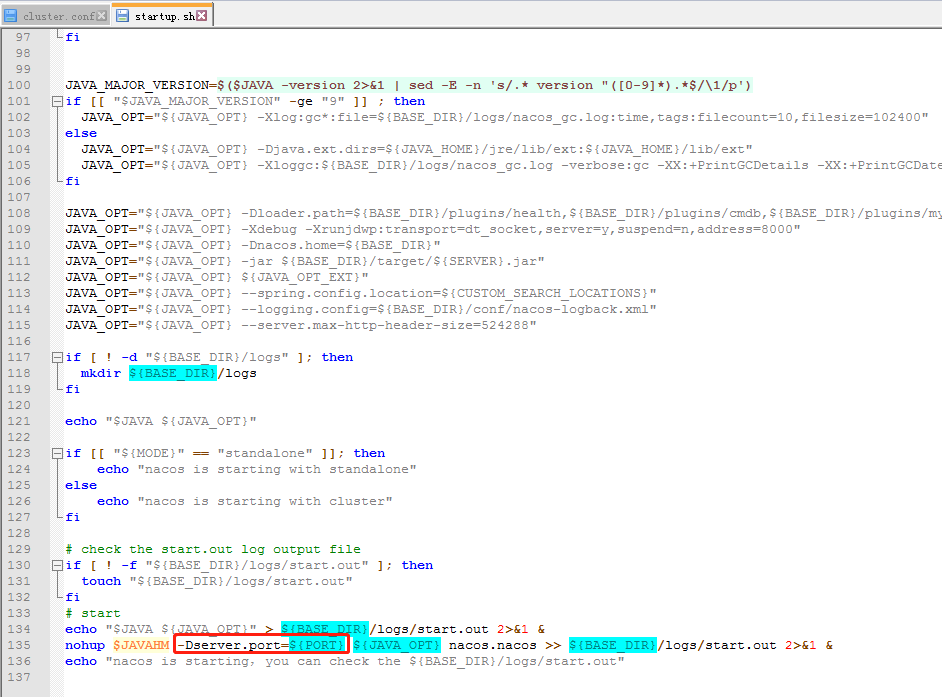 cluster.conf startup.sh
97 fi
98
99
100 JAVA_MAJOR_VERSION=$($JAVA -version 2>&1 | sed -E -n 's/.* version "([0-9]*).*$/\1/p')
101 if [[ "$JAVA_MAJOR_VERSION" -ge "9" ]] ; then
102 JAVA_OPT="${JAVA_OPT} -Xlog:gc*:file=${BASE_DIR}/logs/nacos_gc.log:time,tags:filecount=10,filesize=102400"
103 else
104 JAVA_OPT="${JAVA_OPT} -Djava.ext.dirs=${JAVA_HOME}/jre/lib/ext:${JAVA_HOME}/lib/ext"
105 JAVA_OPT="${JAVA_OPT} -Xloggc:${BASE_DIR}/logs/nacos_gc.log -verbose:gc -XX:+PrintGCDetails -XX:+PrintGCDate
106 fi
107
108 JAVA_OPT="${JAVA_OPT} -Dloader.path=${BASE_DIR}/plugins/health,${BASE_DIR}/plugins/cmdb,${BASE_DIR}/plugins/my
109 JAVA_OPT="${JAVA_OPT} -Xdebug -Xrunjdwp:transport=dt_socket,server=y,suspend=n,address=8000"
110 JAVA_OPT="${JAVA_OPT} -Dnacos.home=${BASE_DIR}"
111 JAVA_OPT="${JAVA_OPT} -jar ${BASE_DIR}/target/${SERVER}.jar"
112 JAVA_OPT="${JAVA_OPT} ${JAVA_OPT_EXT}"
113 JAVA_OPT="${JAVA_OPT} --spring.config.location=${CUSTOM_SEARCH_LOCATIONS}"
114 JAVA_OPT="${JAVA_OPT} --logging.config=${BASE_DIR}/conf/nacos-logback.xml"
115 JAVA_OPT="${JAVA_OPT} --server.max-http-header-size=524288"
116
117 if [ ! -d "${BASE_DIR}/logs" ]; then
118 mkdir ${BASE_DIR}/logs
119 fi
120
121 echo "$JAVA ${JAVA_OPT}"
122
123 if [[ "${MODE}" == "standalone" ]]; then
124 echo "nacos is starting with standalone"
125 else
126 echo "nacos is starting with cluster"
127 fi
128
129 # check the start.out log output file
130 if [ ! -f "${BASE_DIR}/logs/start.out" ]; then
131 touch "${BASE_DIR}/logs/start.out"
132 fi
133 # start
134 echo "$JAVA ${JAVA_OPT}" > ${BASE_DIR}/logs/start.out 2>&1 &
135 nohup $JAVAHM -Dserver.port=${PORT} ${JAVA_OPT} nacos.nacos >> ${BASE_DIR}/logs/start.out 2>&1 &
136 echo "nacos is starting，you can check the ${BASE_DIR}/logs/start.out"
137